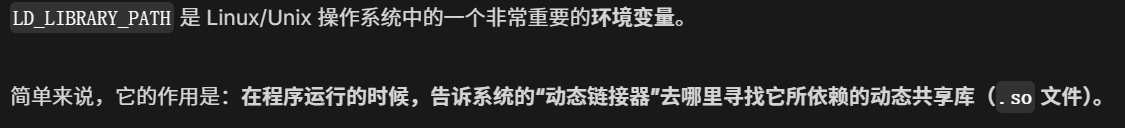 LD_LIBRARY_PATH 是 Linux/Unix 操作系统中的一个非常重要的环境变量。
简单来说，它的作用是：在程序运行的时候，告诉系统的“动态链接器”去哪里寻找它所依赖的动态共享库（.so 文件）。